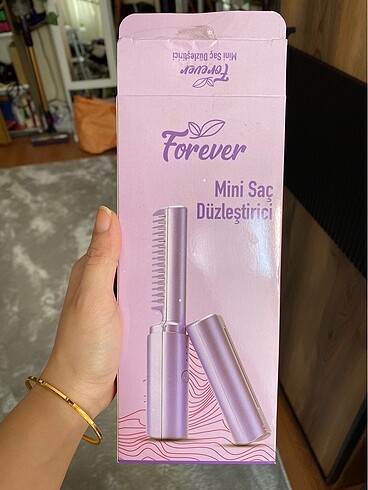 Mini Saç Düzleştirici
Forever
Forever
Mini Saç
Düzleştirici